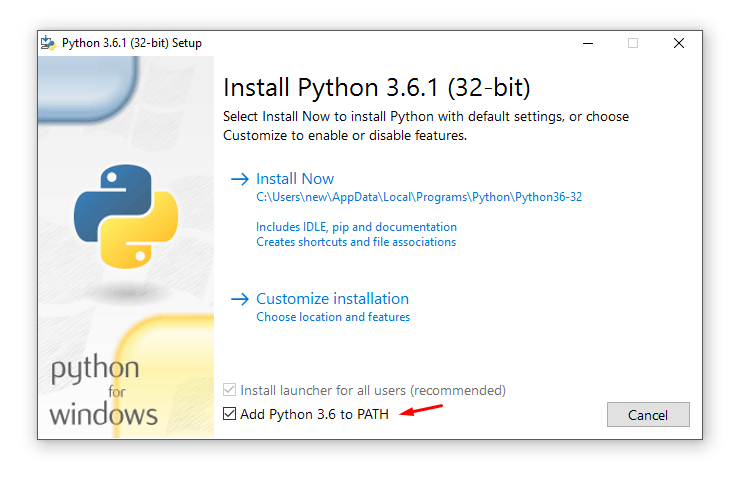 Python 3.6.1 (32-bit) Setup
Install Python 3.6.1 (32-bit)
Select Install Now to install Python with default settings, or choose
Customize to enable or disable features.
Install Now
C:\Users\new\AppData\Local\Programs\Python\Python36-32
Includes IDLE, pip and documentation
Creates shortcuts and file associations
Customize installation
Choose location and features
python
for
windows
Install launcher for all users (recommended)
Add Python 3.6 to PATH
Cancel